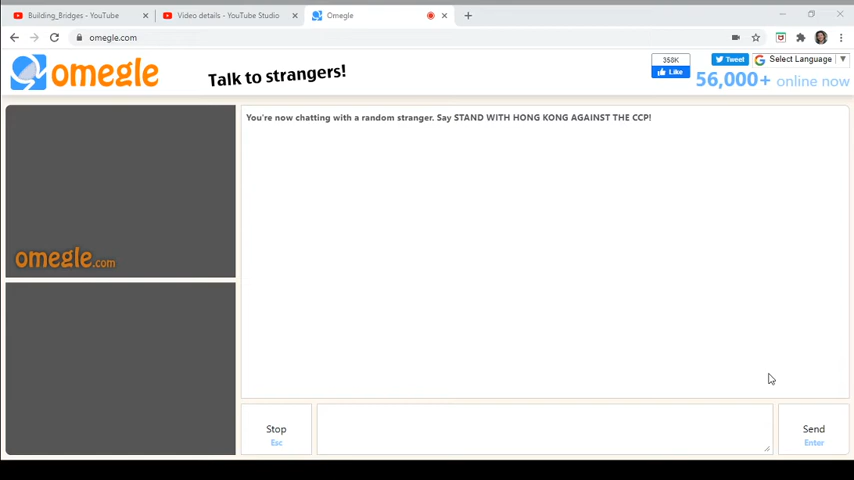 Building_Bridges - YouTube
Video details - YouTube Studio
Omegle
omegle.com
omegle
Talk to strangers!
358K
Like
Tweet
Select Language
56,000+ online now
You're now chatting with a random stranger. Say STAND WITH HONG KONG AGAINST THE CCP!
omegle.com
Stop
Esc
Send
Enter